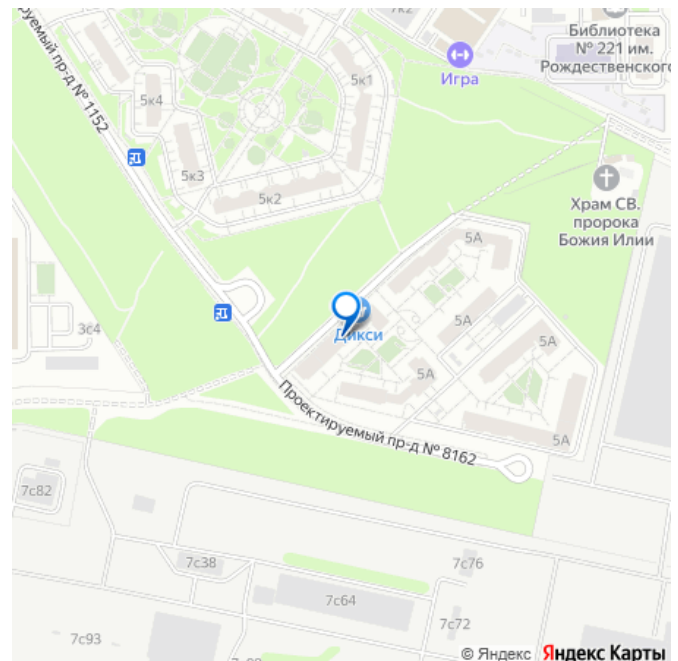 7к2
Библиотека
№ 221 им.
Рождественского
Игра
5к1
5к4
5к3
5к2
руемый пр-д № 1152
Храм СВ.
пророка
Божия Илии
5А
3с4
Дикси
5А
5А
5А
5А
Проектируемый пр-д № 8162
7с82
7с38
7с76
7с64
7с72
7с93
© Яндекс Яндекс Карты